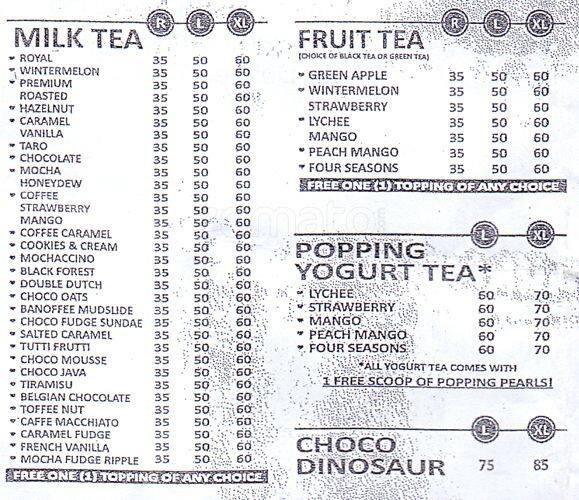 MILK TEA R L XL
ROYAL 35 50 60
WINTERMELON 35 50 60
PREMIUM 35 50 60
ROASTED 35 50 60
HAZELNUT 35 50 60
CARAMEL 35 50 60
VANILLA 35 50 60
TARO 35 50 60
CHOCOLATE 35 50 60
MOCHA 35 50 60
HONEYDEW 35 50 60
COFFEE 35 50 60
STRAWBERRY 35 50 60
MANGO 35 50 60
COFFEE CARAMEL 35 50 60
COOKIES & CREAM 35 50 60
MOCHACCINO 35 50 60
BLACK FOREST 35 50 60
DOUBLE DUTCH 35 50 60
CHOCO OATS 35 50 60
BANOFFEE MUDSLIDE 35 50 60
CHOCO FUDGE SUNDAE 35 50 60
SALTED CARAMEL 35 50 60
TUTTI FRUTTI 35 50 60
CHOCO MOUSSE 35 50 60
CHOCO JAVA 35 50 60
TIRAMISU 35 50 60
BELGIAN CHOCOLATE 35 50 60
TOFFEE NUT 35 50 60
CAFFE MACCHIATO 35 50 60
CARAMEL FUDGE 35 50 60
FRENCH VANILLA 35 50 60
MOCHA FUDGE RIPPLE 35 50 60
FREE ONE (1) TOPPING OF ANY CHOICE
FRUIT TEA R L XL
(CHOICE OF BLACK TEA OR GREEN TEA)
GREEN APPLE 35 50 60
WINTERMELON 35 50 60
STRAWBERRY 35 50 60
LYCHEE 35 50 60
MANGO 35 50 60
PEACH MANGO 35 50 60
FOUR SEASONS 35 50 60
FREE ONE (1) TOPPING OF ANY CHOICE
L XL
POPPING
YOGURT TEA*
LYCHEE 60 70
STRAWBERRY 60 70
MANGO 60 70
PEACH MANGO 60 70
FOUR SEASONS 60 70
*ALL YOGURT TEA COMES WITH
1 FREE SCOOP OF POPPING PEARLS!
L XL
CHOCO
DINOSAUR 75 85